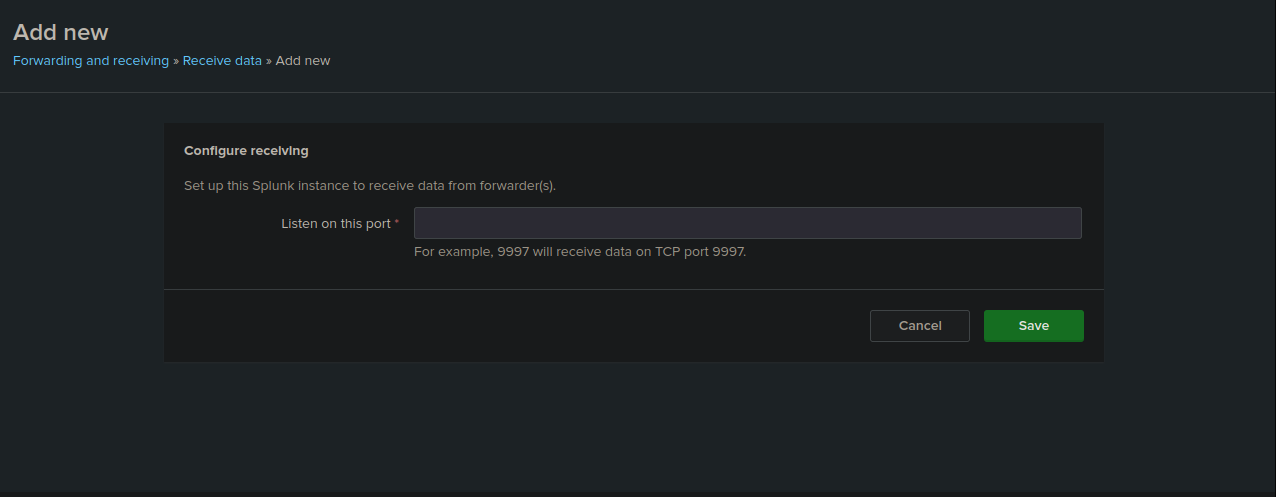 Add new
Forwarding and receiving » Receive data » Add new
Configure receiving
Set up this Splunk instance to receive data from forwarder(s).
Listen on this port *
For example, 9997 will receive data on TCP port 9997.
Cancel Save